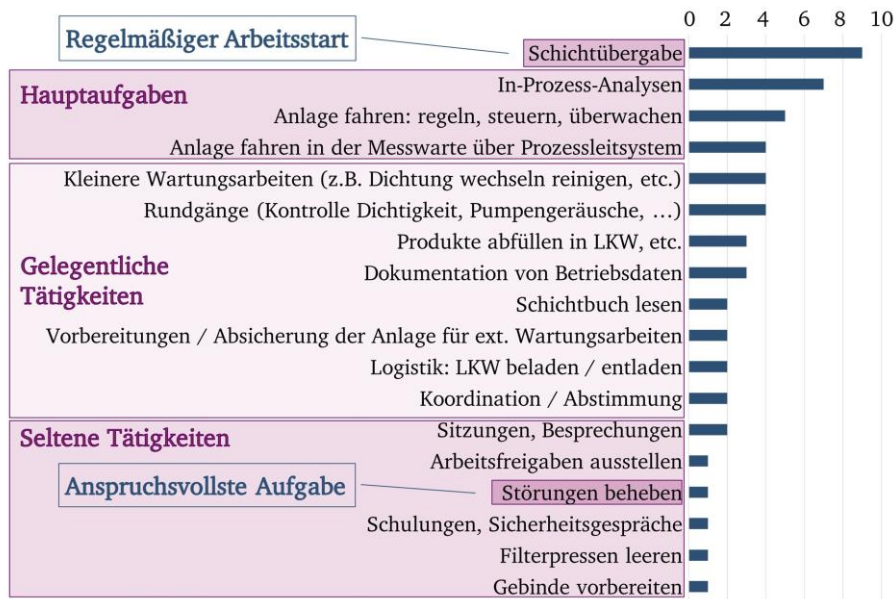 0 2 4 6 8 10
Regelmäßiger Arbeitsstart
Schichtübergabe
Hauptaufgaben
In-Prozess-Analysen
Anlage fahren: regeln, steuern, überwachen
Anlage fahren in der Messwarte über Prozessleitsystem
Kleinere Wartungsarbeiten (z.B. Dichtung wechseln reinigen, etc.)
Rundgänge (Kontrolle Dichtigkeit, Pumpengeräusche, …)
Produkte abfüllen in LKW, etc.
Gelegentliche
Tätigkeiten
Dokumentation von Betriebsdaten
Schichtbuch lesen
Vorbereitungen / Absicherung der Anlage für ext. Wartungsarbeiten
Logistik: LKW beladen / entladen
Koordination / Abstimmung
Seltene Tätigkeiten
Sitzungen, Besprechungen
Arbeitsfreigaben ausstellen
Anspruchsvollste Aufgabe
Störungen beheben
Schulungen, Sicherheitsgespräche
Filterpressen leeren
Gebinde vorbereiten